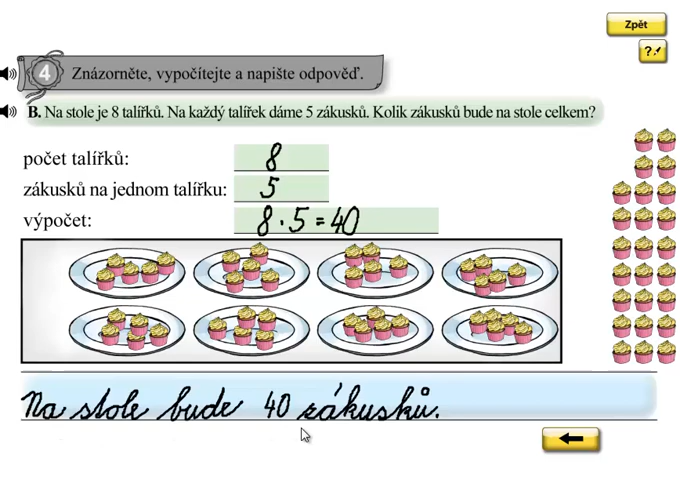 Zpět
?
4 Znázorněte, vypočítejte a napište odpověď.
B. Na stole je 8 talířků. Na každý talířek dáme 5 zákusků. Kolik zákusků bude na stole celkem?
počet talířků: 8
zákusků na jednom talířku: 5
výpočet: 8 · 5 = 40
Na stole bude 40 zákusků.